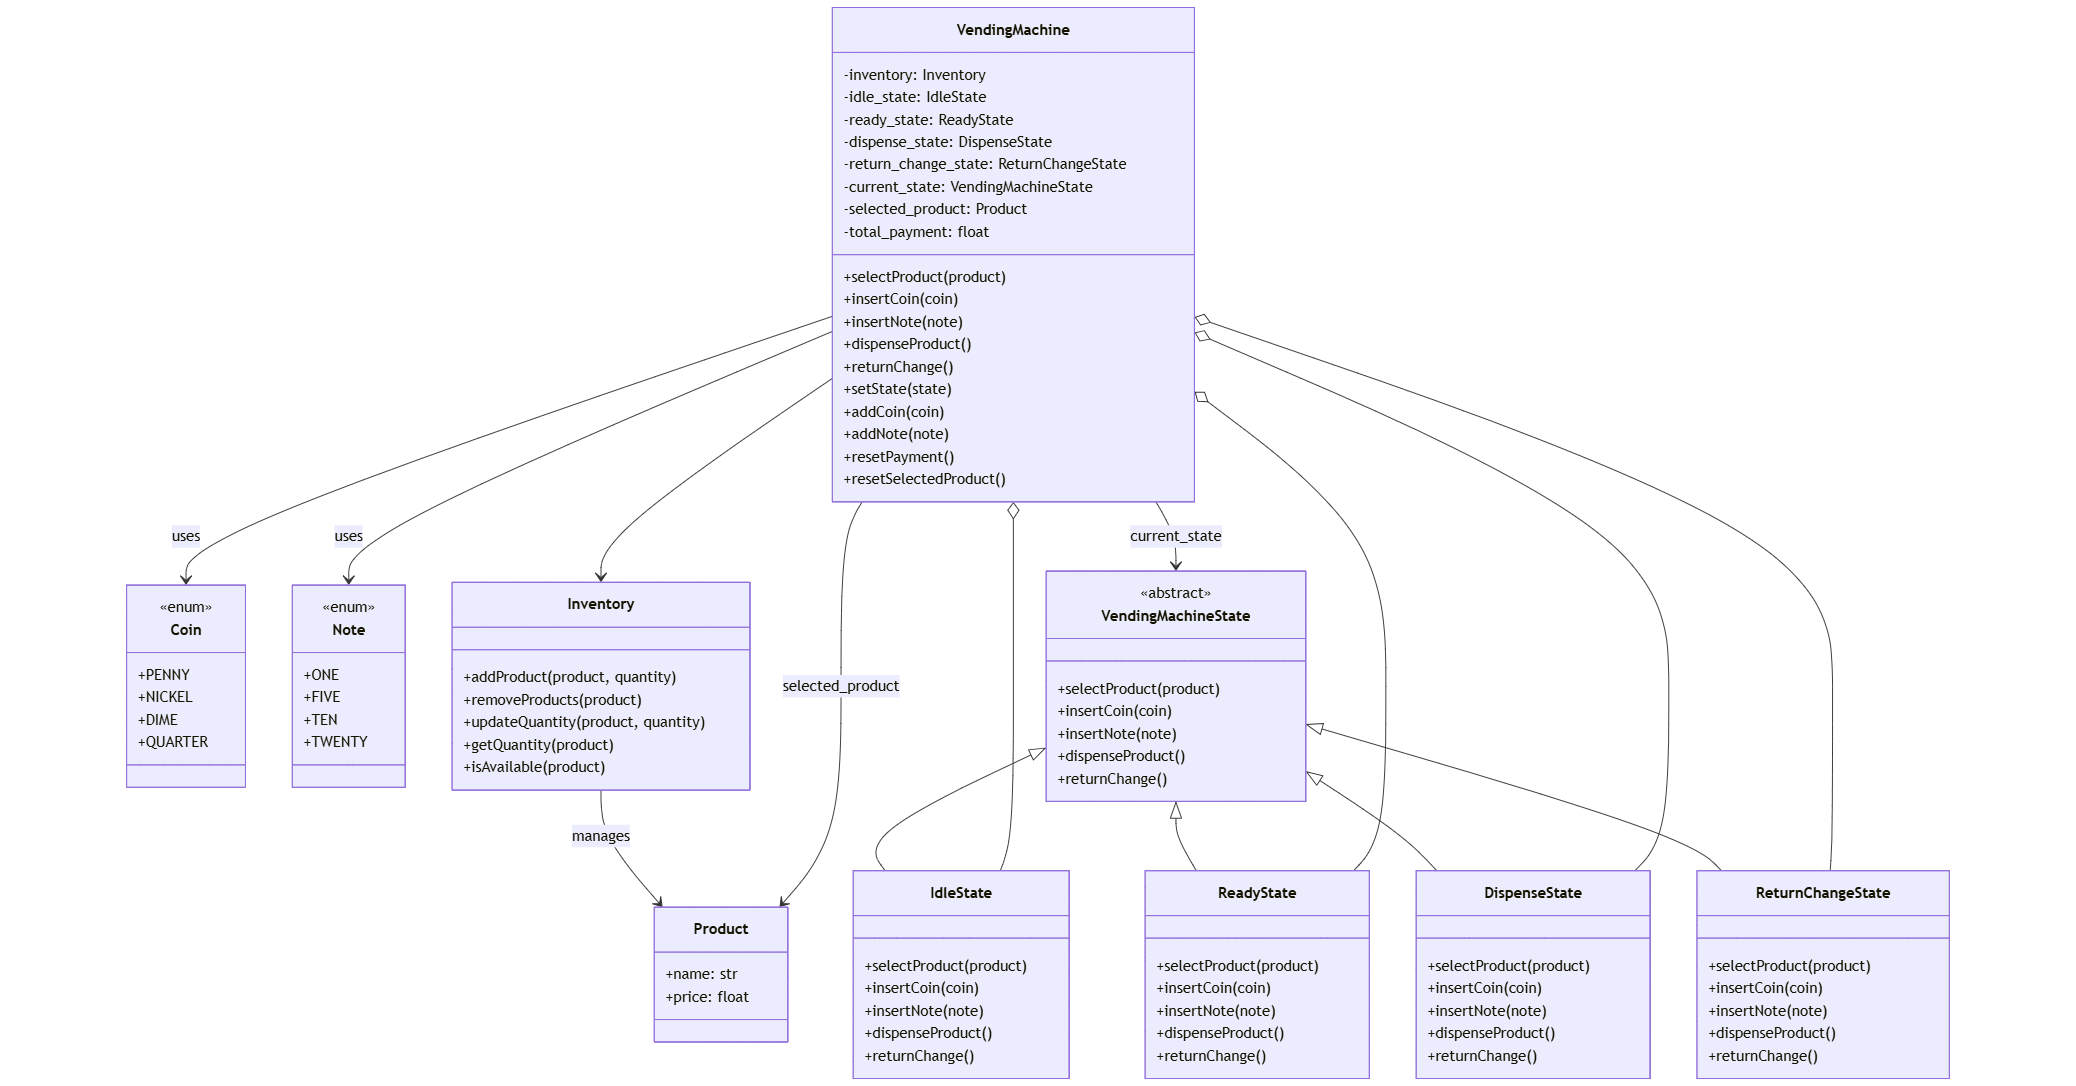 VendingMachine
-inventory: Inventory
-idle_state: IdleState
-ready_state: ReadyState
-dispense_state: DispenseState
-return_change_state: ReturnChangeState
-current_state: VendingMachineState
-selected_product: Product
-total_payment: float
+selectProduct(product)
+insertCoin(coin)
+insertNote(note)
+dispenseProduct()
+returnChange()
+setState(state)
+addCoin(coin)
+addNote(note)
+resetPayment()
+resetSelectedProduct()
uses
uses
current_state
«enum»
Coin
+PENNY
+NICKEL
+DIME
+QUARTER
«enum»
Note
+ONE
+FIVE
+TEN
+TWENTY
Inventory
+addProduct(product, quantity)
+removeProducts(product)
+updateQuantity(product, quantity)
+getQuantity(product)
+isAvailable(product)
selected_product
«abstract»
VendingMachineState
+selectProduct(product)
+insertCoin(coin)
+insertNote(note)
+dispenseProduct()
+returnChange()
manages
Product
+name: str
+price: float
IdleState
+selectProduct(product)
+insertCoin(coin)
+insertNote(note)
+dispenseProduct()
+returnChange()
ReadyState
+selectProduct(product)
+insertCoin(coin)
+insertNote(note)
+dispenseProduct()
+returnChange()
DispenseState
+selectProduct(product)
+insertCoin(coin)
+insertNote(note)
+dispenseProduct()
+returnChange()
ReturnChangeState
+selectProduct(product)
+insertCoin(coin)
+insertNote(note)
+dispenseProduct()
+returnChange()